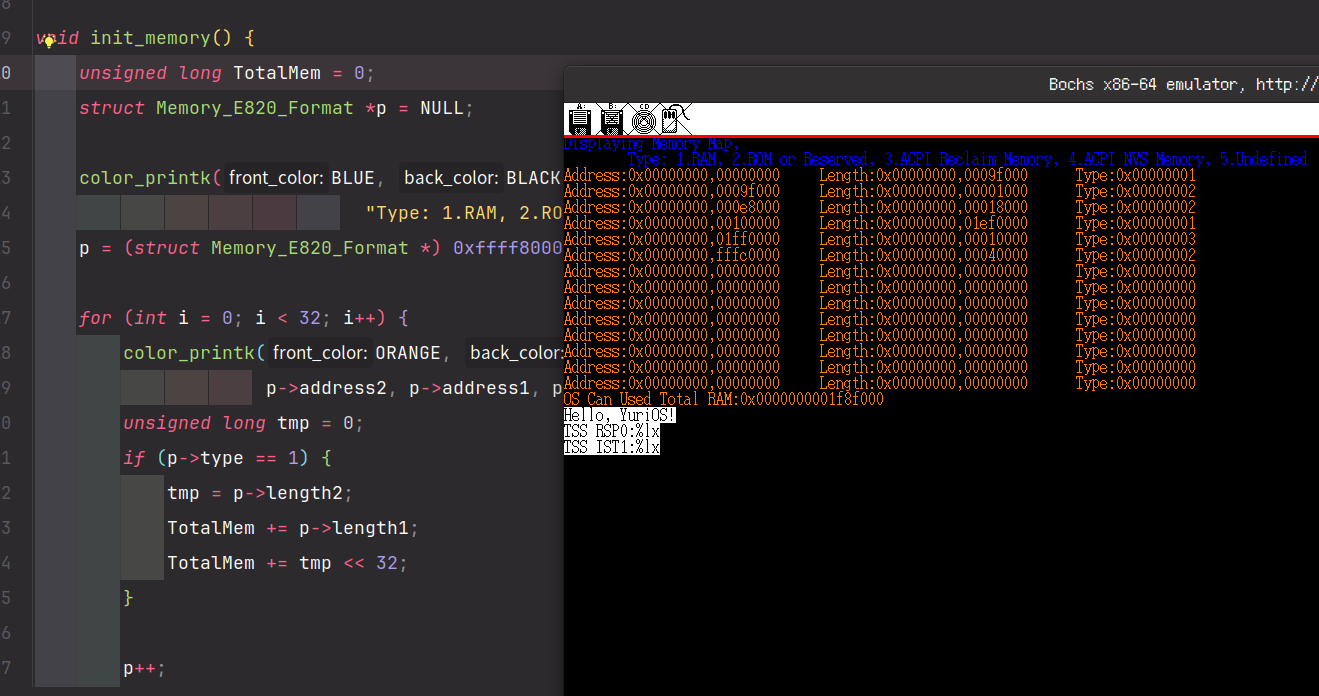 8
9 void init_memory() {
0 unsigned long TotalMem = 0;
1 struct Memory_E820_Format *p = NULL;
2
3 color_printk( front_color: BLUE, back_color: BLACK
4 "Type: 1.RAM, 2.RO
5 p = (struct Memory_E820_Format *) 0xffff8000
6
7 for (int i = 0; i < 32; i++) {
8 color_printk( front_color: ORANGE, back_color:
9 p->address2, p->address1, p
0 unsigned long tmp = 0;
1 if (p->type == 1) {
2 tmp = p->length2;
3 TotalMem += p->length1;
4 TotalMem += tmp << 32;
5 }
6
7 p++;
Bochs x86-64 emulator, http://
A: B: CD
Displaying Memory Map,
Type: 1.RAM, 2.ROM or Reserved, 3.ACPI Reclaim Memory, 4.ACPI NVS Memory, 5.Undefined
Address:0x00000000,00000000 Length:0x00000000,0009f000 Type:0x00000001
Address:0x00000000,0009f000 Length:0x00000000,00001000 Type:0x00000002
Address:0x00000000,000e8000 Length:0x00000000,00018000 Type:0x00000002
Address:0x00000000,00100000 Length:0x00000000,01ef0000 Type:0x00000001
Address:0x00000000,01ff0000 Length:0x00000000,00010000 Type:0x00000003
Address:0x00000000,fffc0000 Length:0x00000000,00040000 Type:0x00000002
Address:0x00000000,00000000 Length:0x00000000,00000000 Type:0x00000000
Address:0x00000000,00000000 Length:0x00000000,00000000 Type:0x00000000
Address:0x00000000,00000000 Length:0x00000000,00000000 Type:0x00000000
Address:0x00000000,00000000 Length:0x00000000,00000000 Type:0x00000000
Address:0x00000000,00000000 Length:0x00000000,00000000 Type:0x00000000
Address:0x00000000,00000000 Length:0x00000000,00000000 Type:0x00000000
Address:0x00000000,00000000 Length:0x00000000,00000000 Type:0x00000000
Address:0x00000000,00000000 Length:0x00000000,00000000 Type:0x00000000
OS Can Used Total RAM:0x0000000001f8f000
Hello, YuriOS!
TSS RSP0:%lx
TSS IST1:%lx